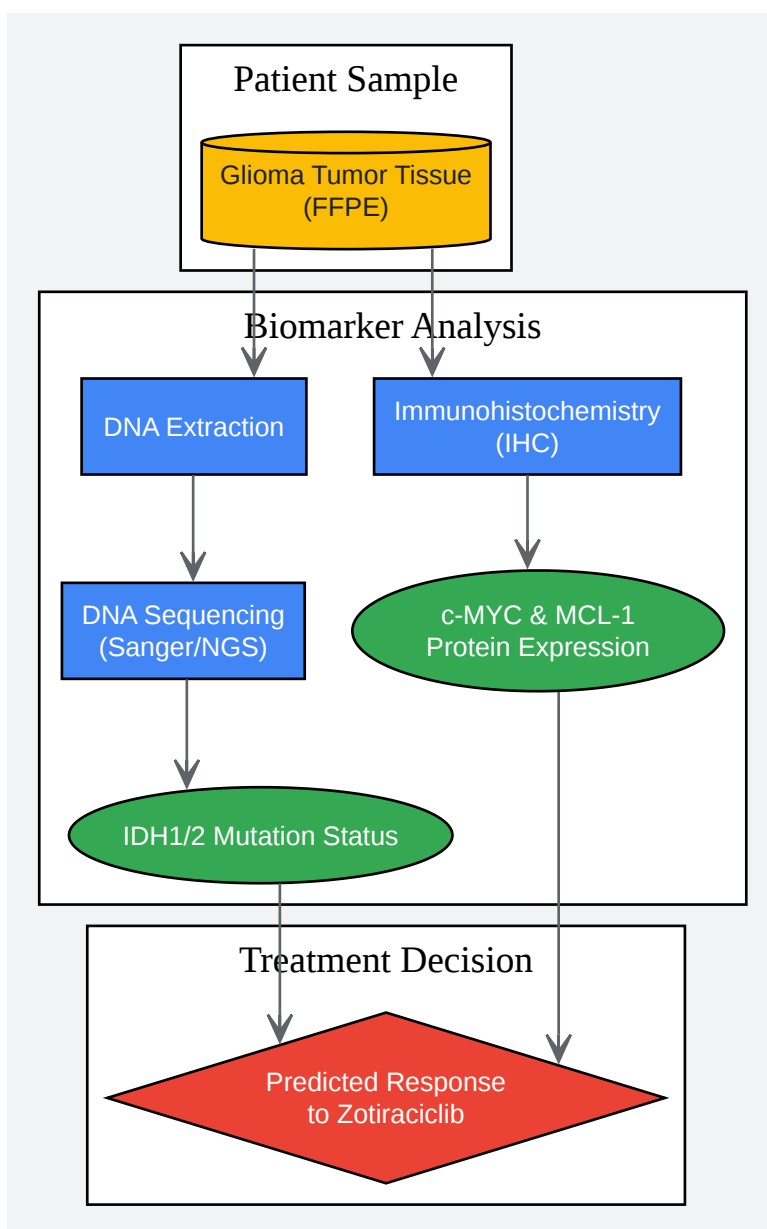 Patient Sample
Glioma Tumor Tissue
(FFPE)
Biomarker Analysis
DNA Extraction
Immunohistochemistry
(IHC)
DNA Sequencing
(Sanger/NGS)
c-MYC & MCL-1
Protein Expression
IDH1/2 Mutation Status
Treatment Decision
Predicted Response
to Zotiraciclib